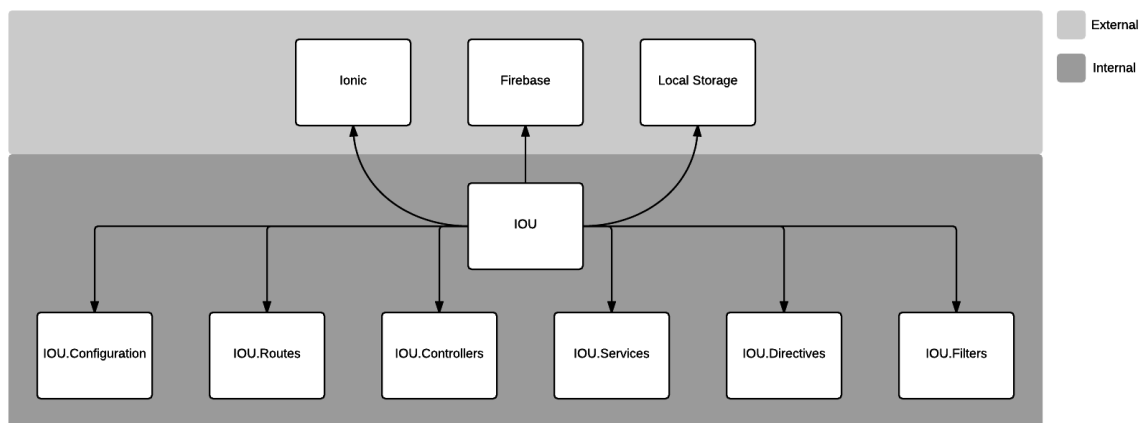 External
Internal
Ionic
Firebase
Local Storage
IOU
IOU.Configuration
IOU.Routes
IOU.Controllers
IOU.Services
IOU.Directives
IOU.Filters